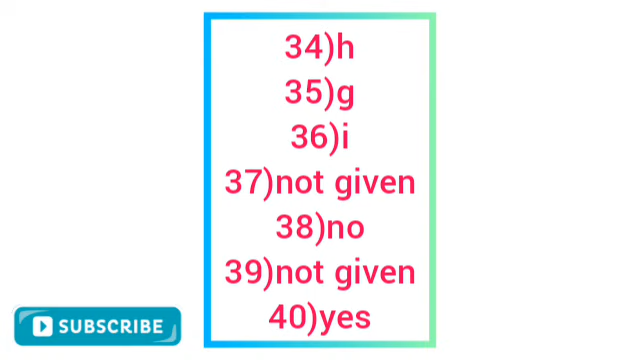 34)h
35)g
36)i
37)not given
38)no
39)not given
40)yes
SUBSCRIBE